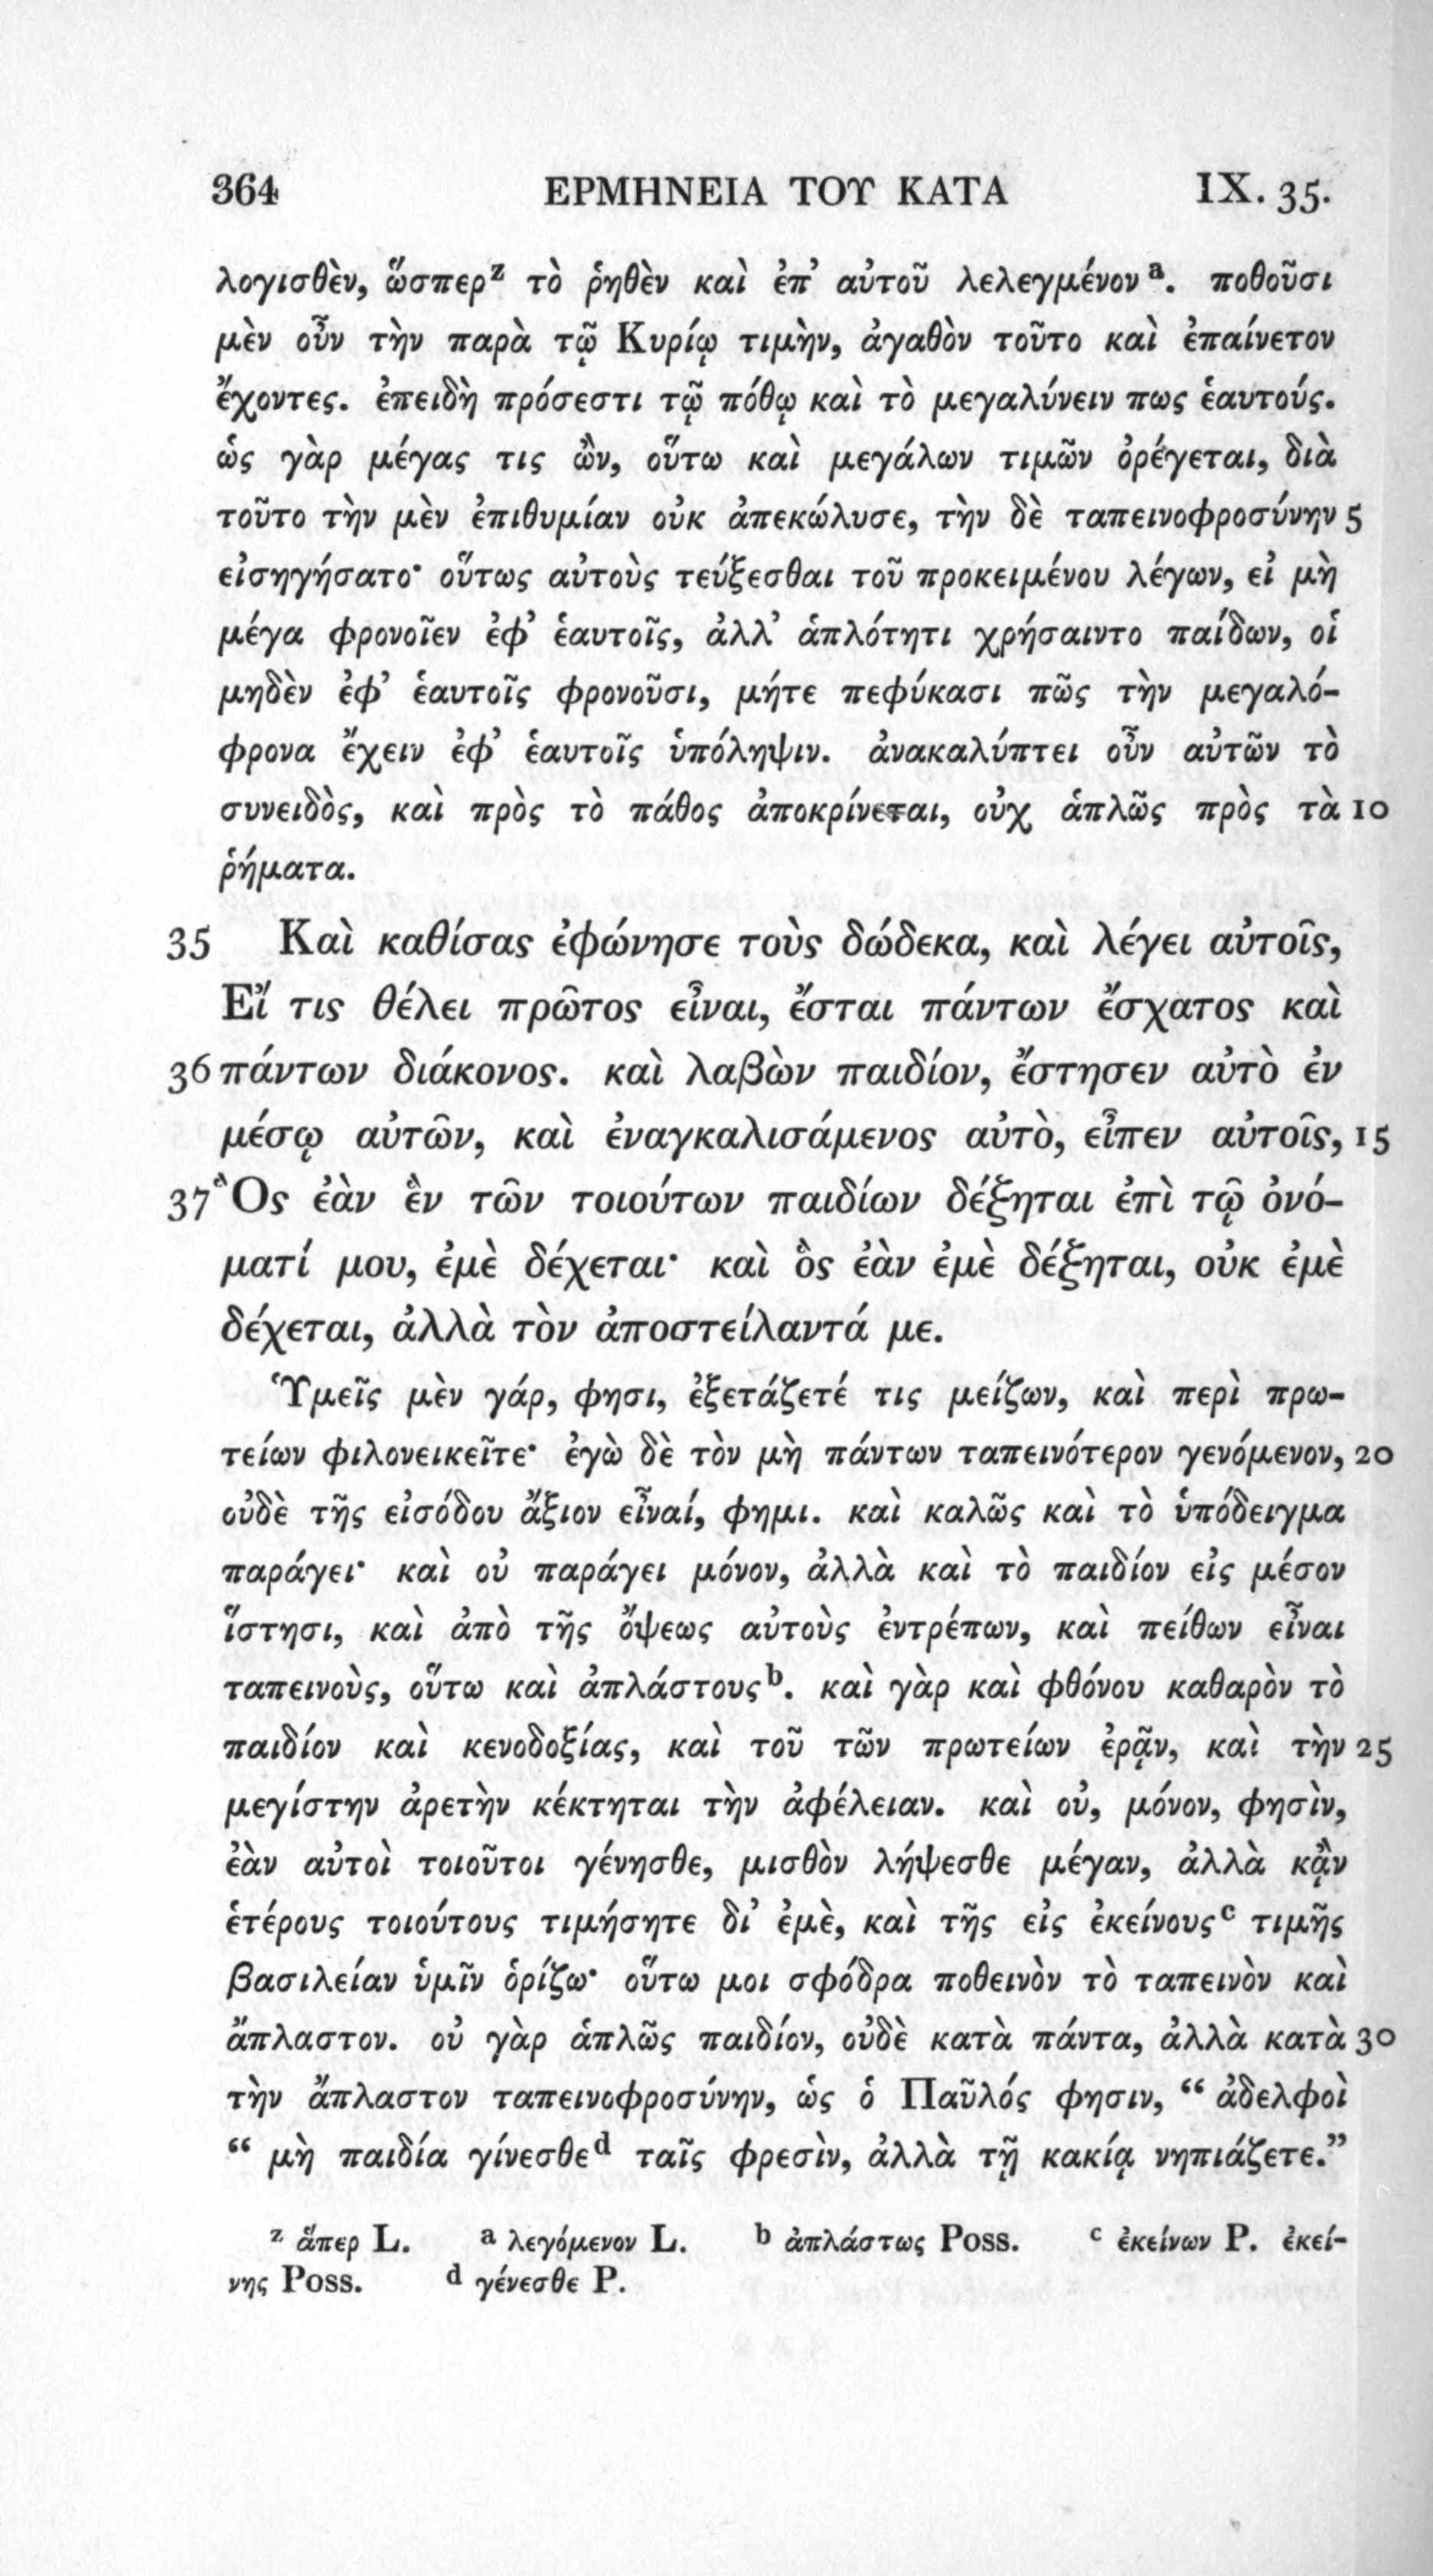 364 ΕΡΜΗΝΕΙΑ ΤΟΥ ΚΑΤΑ IX. 35.
λογισθὲν, ὥσπερ z τὸ ῥηθὲν καὶ ἐπ’ αὐτοῦ λελεγμένον a. ποθοῦσι
μὲν οὖν τὴν παρὰ τῷ Κυρίῳ τιμὴν, ἀγαθὸν τοῦτο καὶ ἐπαίνετον
ἔχοντες. ἐπειδὴ πρόσεστι τῷ πόθῳ καὶ τὸ μεγαλύνειν πως ἑαυτούς.
ὡς γὰρ μέγας τις ὢν, οὕτω καὶ μεγάλων τιμῶν ὀρέγεται, διὰ
τοῦτο τὴν μὲν ἐπιθυμίαν οὐκ ἀπεκώλυσε, τὴν δὲ ταπεινοφροσύνην 5
εἰσηγήσατο· οὕτως αὐτοὺς τεύξεσθαι τοῦ προκειμένου λέγων, εἰ μὴ
μέγα φρονοῖεν ἐφ’ ἑαυτοῖς, ἀλλ’ ἁπλότητι χρήσαιντο παίδων, οἱ
μηδὲν ἐφ’ ἑαυτοῖς φρονοῦσι, μήτε πεφύκασι πῶς τὴν μεγαλό-
φρονα ἔχειν ἐφ’ ἑαυτοῖς ὑπόληψιν. ἀνακαλύπτει οὖν αὐτῶν τὸ
συνειδὸς, καὶ πρὸς τὸ πάθος ἀποκρίνεται, οὐχ ἁπλῶς πρὸς τὰ 10
ῥήματα.
35 Καὶ καθίσας ἐφώνησε τοὺς δώδεκα, καὶ λέγει αὐτοῖς,
Εἴ τις θέλει πρῶτος εἶναι, ἔσται πάντων ἔσχατος καὶ
36 πάντων διάκονος. καὶ λαβὼν παιδίον, ἔστησεν αὐτὸ ἐν
μέσῳ αὐτῶν, καὶ ἐναγκαλισάμενος αὐτὸ, εἶπεν αὐτοῖς, 15
37 Ὃς ἐὰν ἓν τῶν τοιούτων παιδίων δέξηται ἐπὶ τῷ ὀνό-
ματί μου, ἐμὲ δέχεται· καὶ ὃς ἐὰν ἐμὲ δέξηται, οὐκ ἐμὲ
δέχεται, ἀλλὰ τὸν ἀποστείλαντά με.
Ὑμεῖς μὲν γάρ, φησι, ἐξετάζετέ τις μείζων, καὶ περὶ πρω-
τείων φιλονεικεῖτε· ἐγὼ δὲ τὸν μὴ πάντων ταπεινότερον γενόμενον, 20
οὐδὲ τῆς εἰσόδου ἄξιον εἶναί, φημι. καὶ καλῶς καὶ τὸ ὑπόδειγμα
παράγει· καὶ οὐ παράγει μόνον, ἀλλὰ καὶ τὸ παιδίον εἰς μέσον
ἵστησι, καὶ ἀπὸ τῆς ὄψεως αὐτοὺς ἐντρέπων, καὶ πείθων εἶναι
ταπεινοὺς, οὕτω καὶ ἀπλάστους b. καὶ γὰρ καὶ φθόνου καθαρὸν τὸ
παιδίον καὶ κενοδοξίας, καὶ τοῦ τῶν πρωτείων ἐρᾷν, καὶ τὴν 25
μεγίστην ἀρετὴν κέκτηται τὴν ἀφέλειαν. καὶ οὐ, μόνον, φησὶν,
ἐὰν αὐτοὶ τοιοῦτοι γένησθε, μισθὸν λήψεσθε μέγαν, ἀλλὰ κᾂν
ἑτέρους τοιούτους τιμήσητε δι’ ἐμὲ, καὶ τῆς εἰς ἐκείνους c τιμῆς
βασιλείαν ὑμῖν ὁρίζω· οὕτω μοι σφόδρα ποθεινὸν τὸ ταπεινὸν καὶ
ἄπλαστον. οὐ γὰρ ἁπλῶς παιδίον, οὐδὲ κατὰ πάντα, ἀλλὰ κατὰ 30
τὴν ἄπλαστον ταπεινοφροσύνην, ὡς ὁ Παῦλός φησιν, “ ἀδελφοὶ
“ μὴ παιδία γίνεσθε d ταῖς φρεσὶν, ἀλλὰ τῇ κακίᾳ νηπιάζετε.”
z ἅπερ L. a λεγόμενον L. b ἀπλάστως Poss. c ἐκείνων P. ἐκεί-
νης Poss. d γένεσθε P.